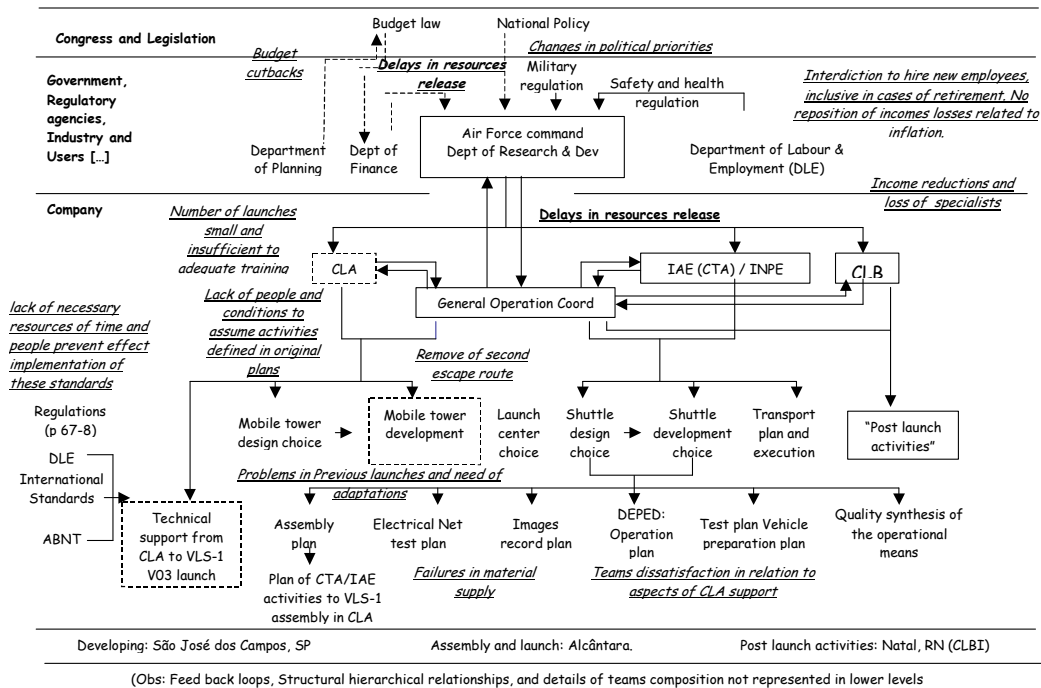 Budget law
National Policy
Congress and Legislation
Budget
cutbacks
Changes in political priorities
Delays in resources
release
Military
regulation
Safety and health
regulation
Government,
Regulatory
agencies,
Industry and
Users […]
Interdiction to hire new employees,
inclusive in cases of retirement. No
reposition of incomes losses related to
inflation.
Air Force command
Dept of Research & Dev
Department
of Planning
Dept of
Finance
Department of Labour &
Employment (DLE)
Income reductions and
loss of specialists
Company
Number of launches
small and
insufficient to
adequate training
Delays in resources release
CLA
IAE (CTA) / INPE
CLB
General Operation Coord
lack of necessary
resources of time and
people prevent effect
implementation of
these standards
Lack of people and
conditions to
assume activities
defined in original
plans
Remove of second
escape route
Regulations
(p 67-8)
Mobile tower
design choice
Mobile tower
development
Launch
center
choice
Shuttle
design
choice
Shuttle
development
choice
Transport
plan and
execution
"Post launch
activities"
DLE
International
Standards
ABNT
Problems in Previous launches and need of
adaptations
Technical
support from
CLA to VLS-1
V03 launch
Assembly
plan
Electrical Net
test plan
Images
record plan
DEPED:
Operation
plan
Test plan Vehicle
preparation plan
Quality synthesis of
the operational
means
Plan of CTA/IAE
activities to VLS-1
assembly in CLA
Failures in material
supply
Teams dissatisfaction in relation to
aspects of CLA support
Developing: São José dos Campos, SP
Assembly and launch: Alcântara.
Post launch activities: Natal, RN (CLBI)
(Obs: Feed back loops, Structural hierarchical relationships, and details of teams composition not represented in lower levels